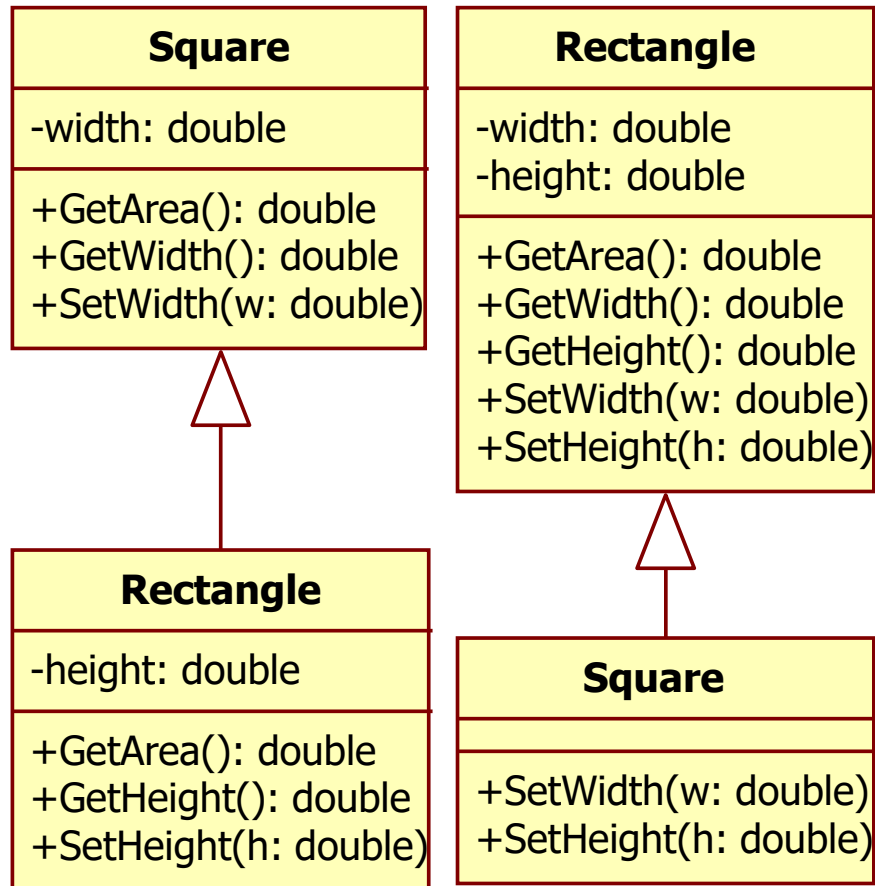 Square
-width: double
+GetArea(): double
+GetWidth(): double
+SetWidth(w: double)
Rectangle
-height: double
+GetArea(): double
+GetHeight(): double
+SetHeight(h: double)
Rectangle
-width: double
-height: double
+GetArea(): double
+GetWidth(): double
+GetHeight(): double
+SetWidth(w: double)
+SetHeight(h: double)
Square
+SetWidth(w: double)
+SetHeight(h: double)